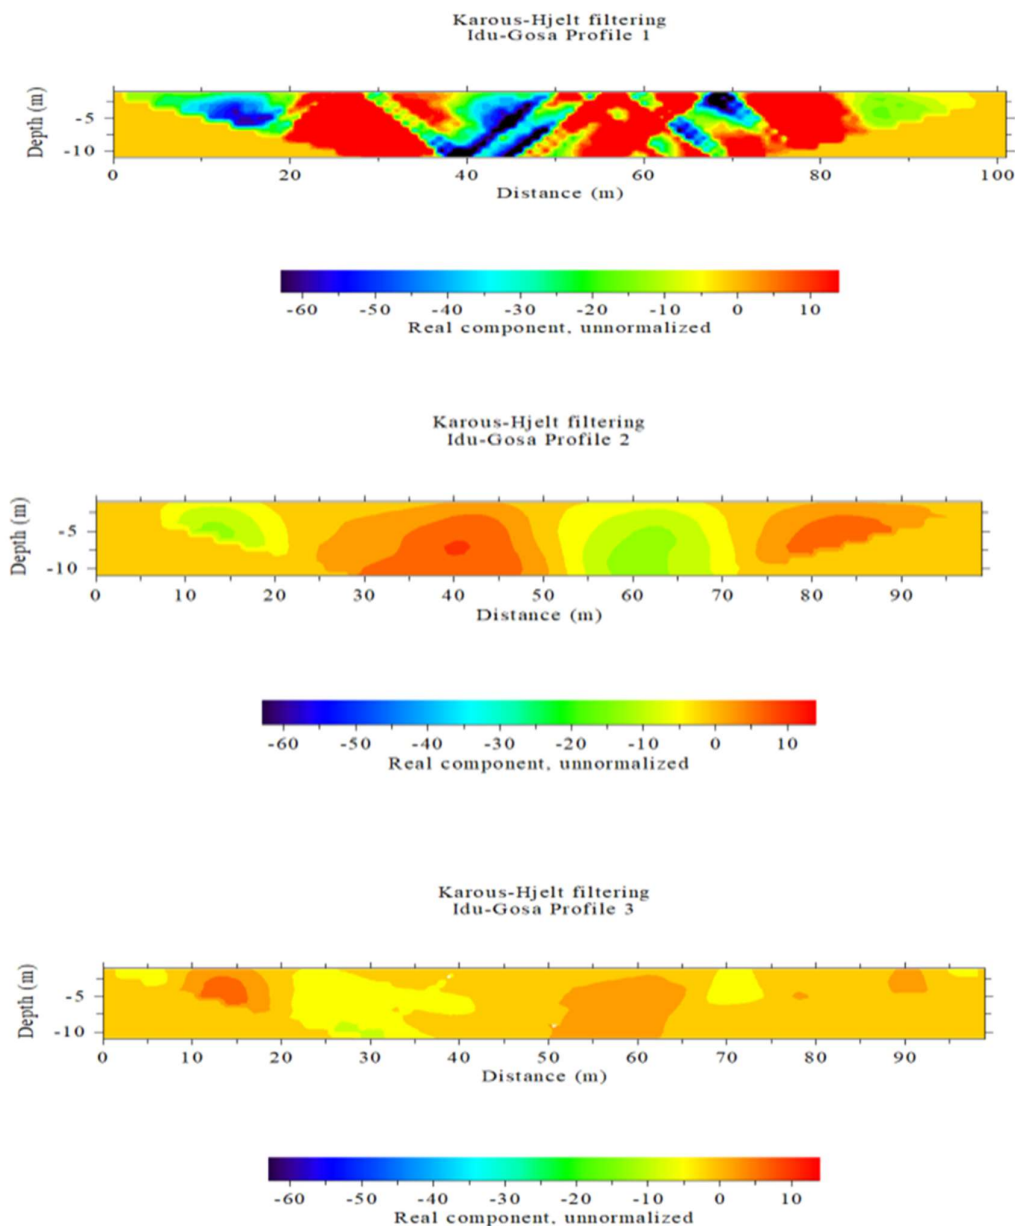 Karous-Hjelt filtering
Idu-Gosa Profile 1
Depth (m)
-5
-10
0 20 40 60 80 100
Distance (m)
-60 -50 -40 -30 -20 -10 0 10
Real component, unnormalized
Karous-Hjelt filtering
Idu-Gosa Profile 2
Depth (m)
-5
-10
0 10 20 30 40 50 60 70 80 90
Distance (m)
-60 -50 -40 -30 -20 -10 0 10
Real component, unnormalized
Karous-Hjelt filtering
Idu-Gosa Profile 3
Depth (m)
-5
-10
0 10 20 30 40 50 60 70 80 90
Distance (m)
-60 -50 -40 -30 -20 -10 0 10
Real component, unnormalized